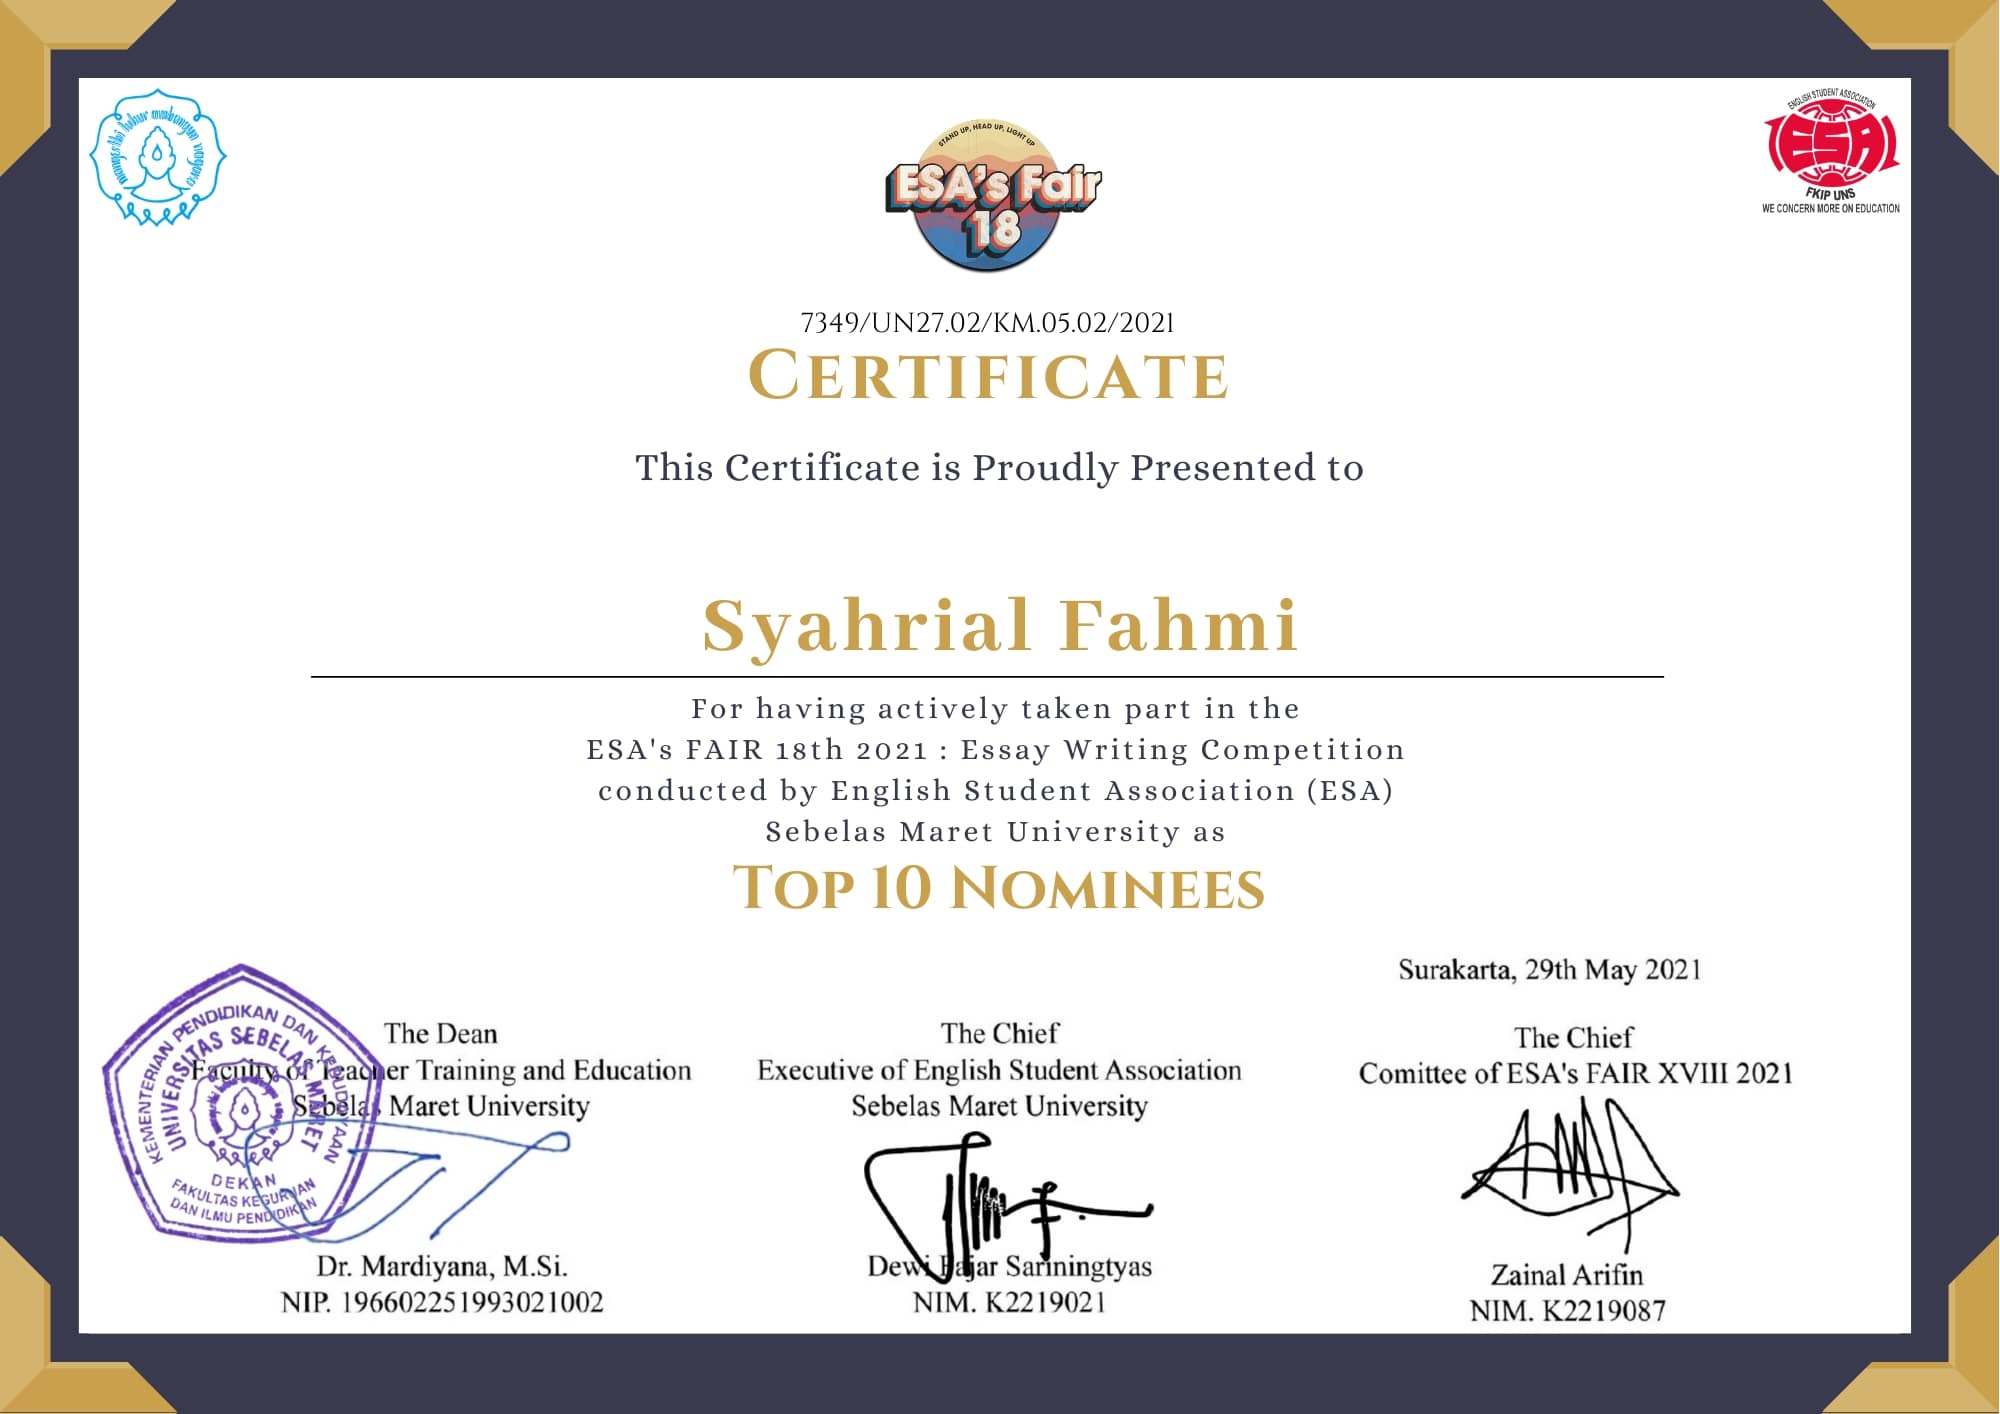 STAND UP, HEAD UP, LIGHT UP
ESA's Fair
18
ENGLISH STUDENT ASSOCIATION
ESA
FKIP UNS
WE CONCERN MORE ON EDUCATION
7349/UN27.02/KM.05.02/2021
CERTIFICATE
This Certificate is Proudly Presented to
Syahrial Fahmi
For having actively taken part in the
ESA's FAIR 18th 2021 : Essay Writing Competition
conducted by English Student Association (ESA)
Sebelas Maret University as
TOP 10 NOMINEES
Surakarta, 29th May 2021
The Dean
Faculty of Teacher Training and Education
Sebelas Maret University
KEMENTERIAN PENDIDIKAN DAN KEBUDAYAAN
UNIVERSITAS SEBELAS MARET
DEKAN
FAKULTAS KEGURUAN
DAN ILMU PENDIDIKAN
Dr. Mardiyana, M.Si.
NIP. 196602251993021002
The Chief
Executive of English Student Association
Sebelas Maret University
Dewi Fajar Sariningtyas
NIM. K2219021
The Chief
Comittee of ESA's FAIR XVIII 2021
Zainal Arifin
NIM. K2219087